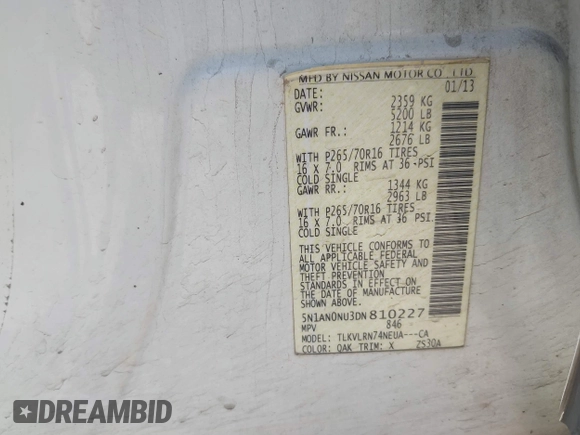 MFD BY NISSAN MOTOR CO., LTD.
DATE: 01/13
GVWR: 2359 KG
5200 LB
GAWR FR.: 1214 KG
2676 LB
WITH P265/70R16 TIRES
16 X 7.0 RIMS AT 36 PSI
COLD SINGLE
GAWR RR.: 1344 KG
2963 LB
WITH P265/70R16 TIRES
16 X 7.0 RIMS AT 36 PSI.
COLD SINGLE
THIS VEHICLE CONFORMS TO
ALL APPLICABLE FEDERAL
MOTOR VEHICLE SAFETY AND
THEFT PREVENTION
STANDARDS IN EFFECT ON
THE DATE OF MANUFACTURE
SHOWN ABOVE.
5N1AN0NU3DN810227
MPV 846
MODEL: TLKVLRN74NEUA---CA
COLOR: QAK TRIM: X ZS30A
DREAMBID